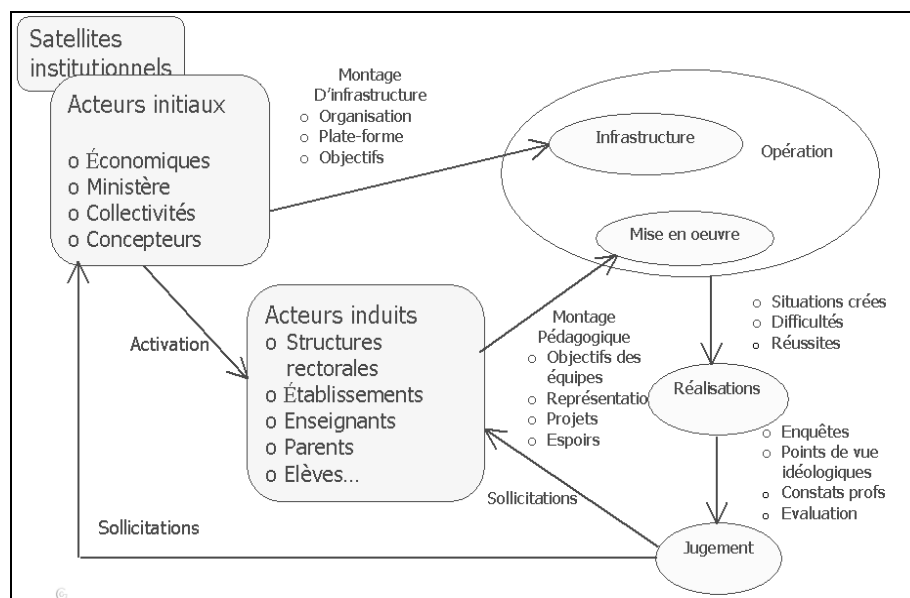 Satellites
institutionnels
Acteurs initiaux
o Économiques
o Ministère
o Collectivités
o Concepteurs
Montage
D'infrastructure
o Organisation
o Plate-forme
o Objectifs
Infrastructure
Opération
Mise en oeuvre
Activation
Acteurs induits
o Structures
rectorales
o Établissements
o Enseignants
o Parents
o Elèves...
Montage
Pédagogique
o Objectifs des
équipes
o Représentatio
o Projets
o Espoirs
o Situations crées
o Difficultés
o Réussites
Réalisations
o Enquêtes
o Points de vue
idéologiques
o Constats profs
o Evaluation
Sollicitations
Sollicitations
Jugement